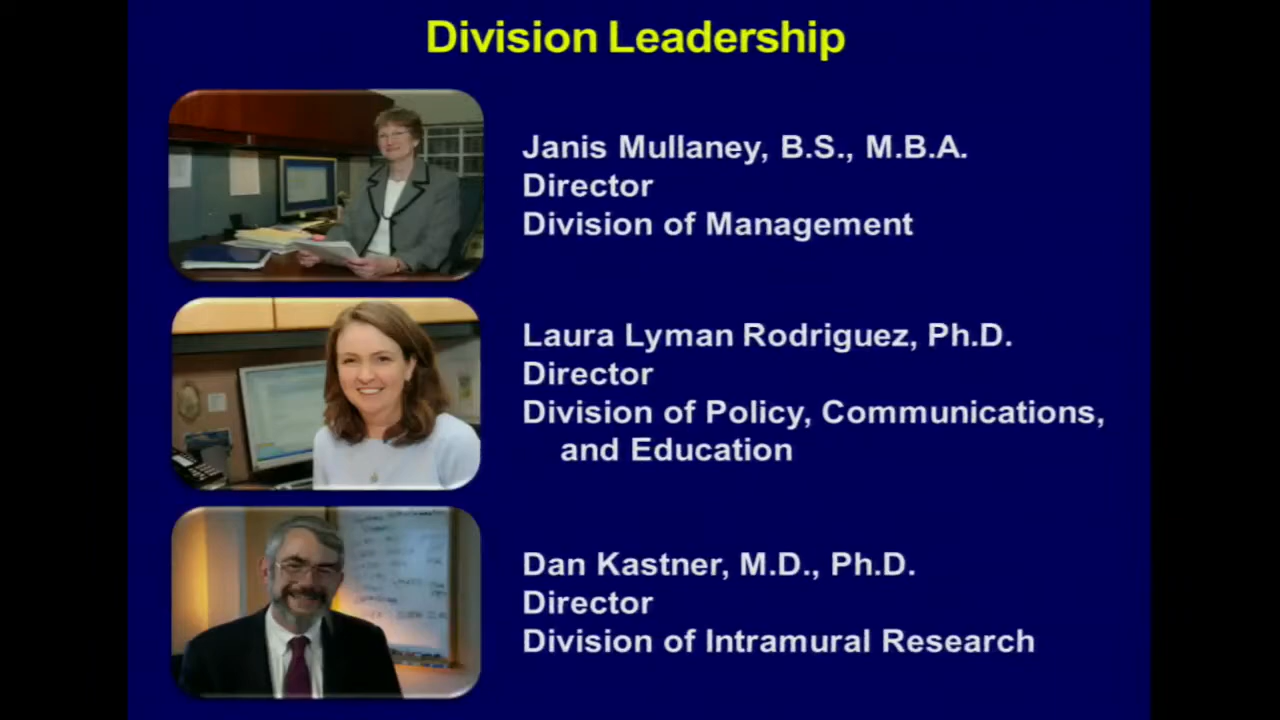 Division Leadership
Janis Mullaney, B.S., M.B.A.
Director
Division of Management
Laura Lyman Rodriguez, Ph.D.
Director
Division of Policy, Communications,
and Education
Dan Kastner, M.D., Ph.D.
Director
Division of Intramural Research